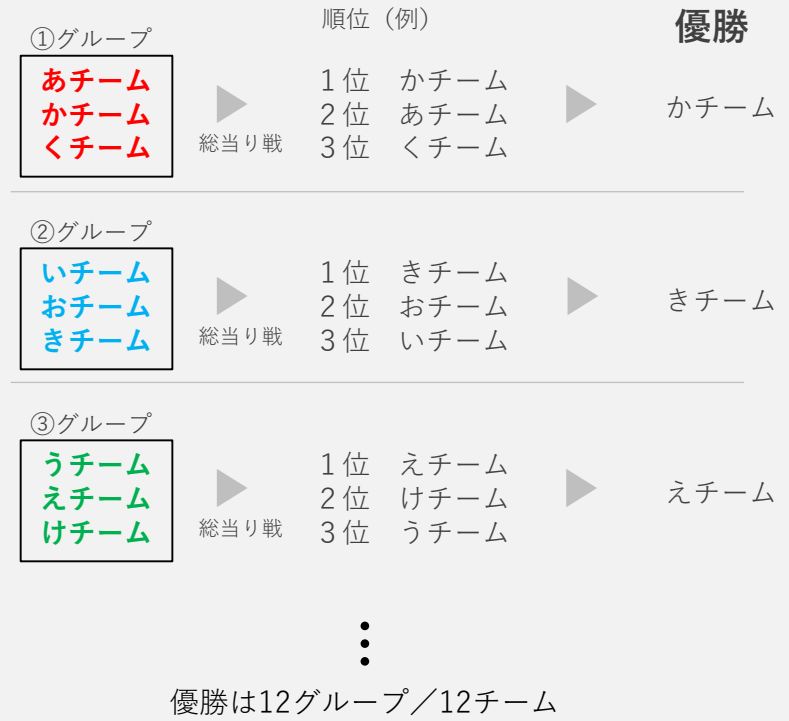 順位（例）
優勝
①グループ
あチーム
かチーム
くチーム
総当り戦
1位　かチーム
2位　あチーム
3位　くチーム
かチーム
②グループ
いチーム
おチーム
きチーム
総当り戦
1位　きチーム
2位　おチーム
3位　いチーム
きチーム
③グループ
うチーム
えチーム
けチーム
総当り戦
1位　えチーム
2位　けチーム
3位　うチーム
えチーム
優勝は12グループ／12チーム